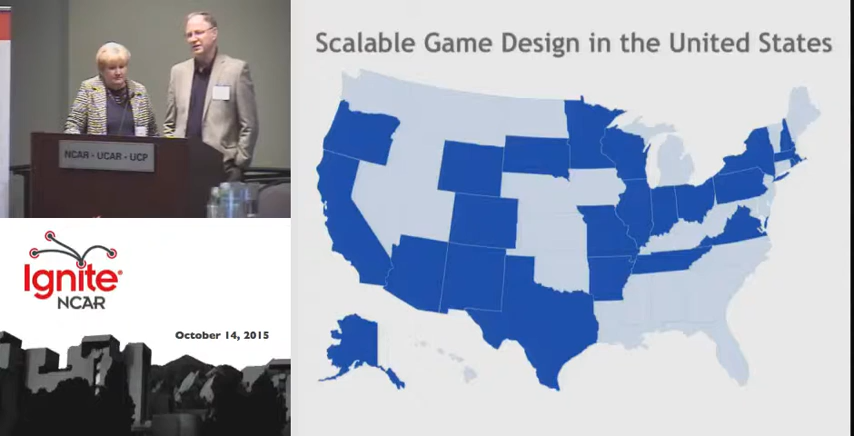 NCAR - UCAR - UCP
Ignite
NCAR
October 14, 2015
Scalable Game Design in the United States